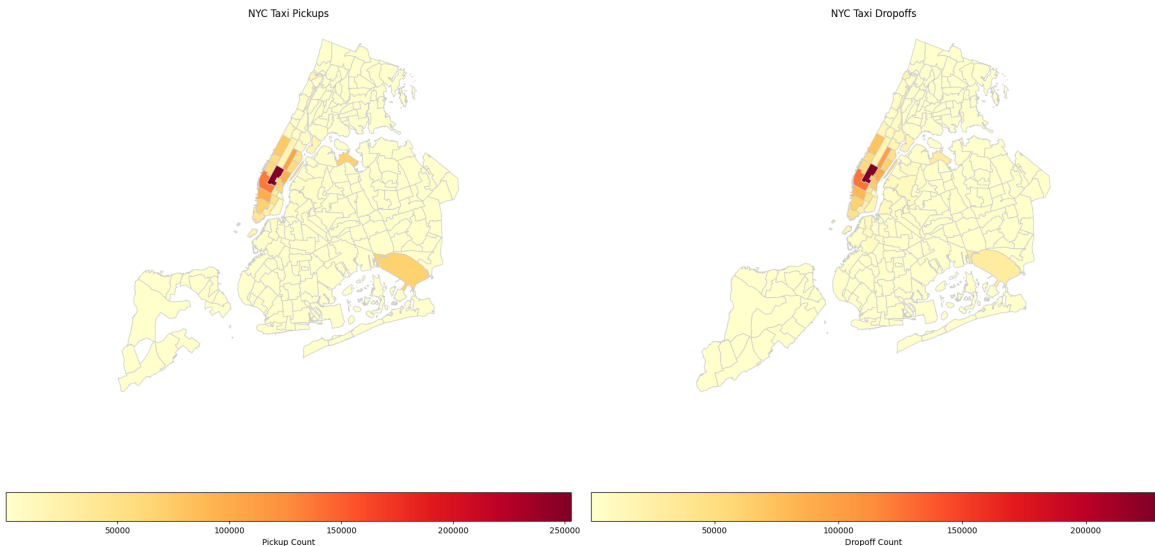 NYC Taxi Pickups
NYC Taxi Dropoffs
50000 100000 150000 200000 250000
Pickup Count
50000 100000 150000 200000
Dropoff Count